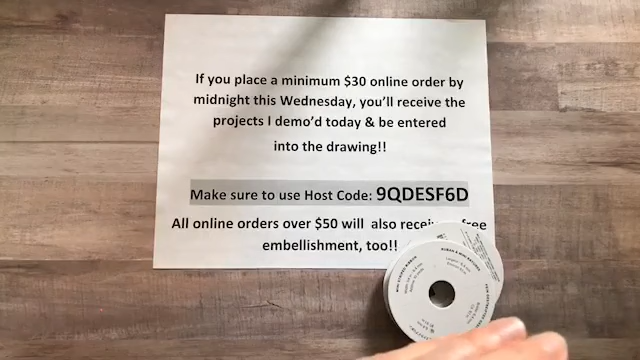 If you place a minimum $30 online order by
midnight this Wednesday, you'll receive the
projects I demo'd today & be entered
into the drawing!!
Make sure to use Host Code: 9QDESF6D
All online orders over $50 will also free
embellishment, too!!